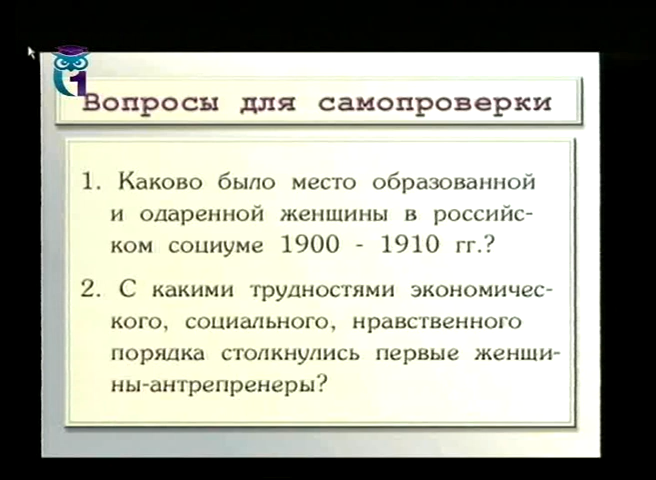 1
Вопросы для самопроверки
1. Каково было место образованной
и одаренной женщины в российс-
ком социуме 1900 - 1910 гг.?
2. С какими трудностями экономичес-
кого, социального, нравственного
порядка столкнулись первые женщи-
ны-антрепренеры?